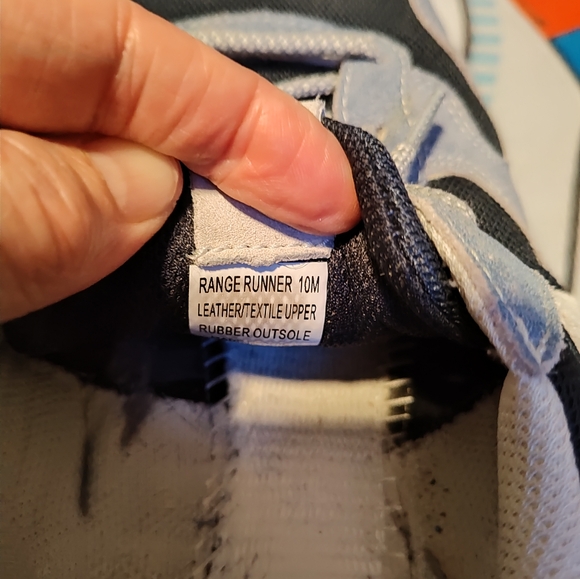 RANGE RUNNER 10M
LEATHER/TEXTILE UPPER
RUBBER OUTSOLE